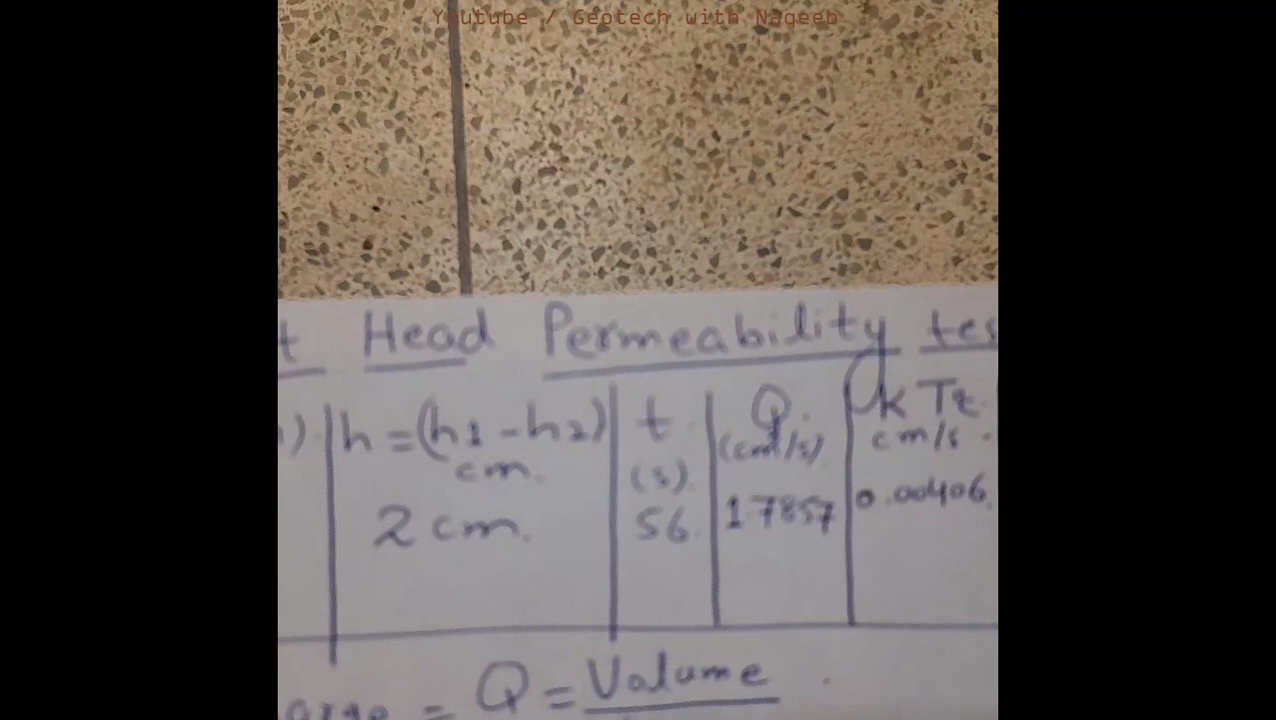 Youtube / Geotech with Naqeeb
t Head Permeability tes
) h = (h1 - h2) t Q k Tz
cm. (s) (cm³/s) cm/s.
2 cm. 56. 1.7857 0.00406.
= Q = Volume